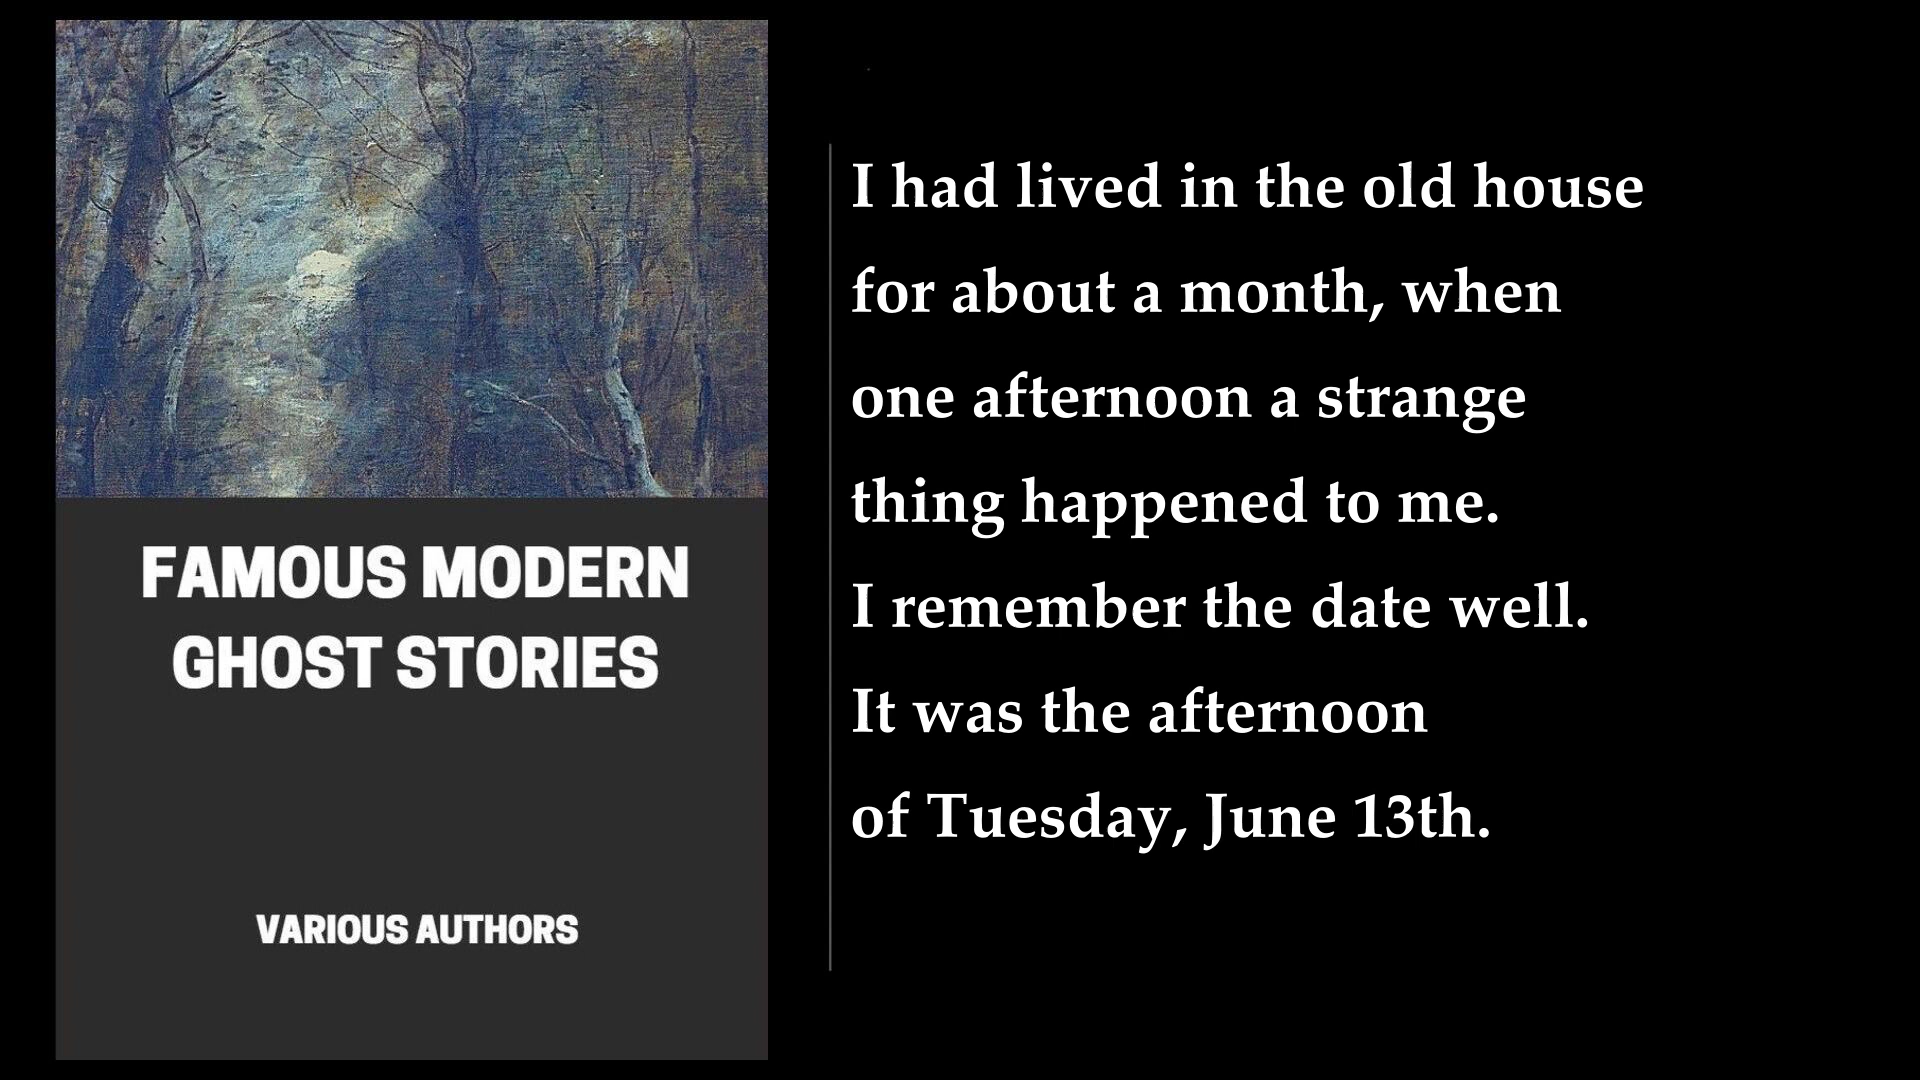 FAMOUS MODERN
GHOST STORIES
VARIOUS AUTHORS
I had lived in the old house
for about a month, when
one afternoon a strange
thing happened to me.
I remember the date well.
It was the afternoon
of Tuesday, June 13th.